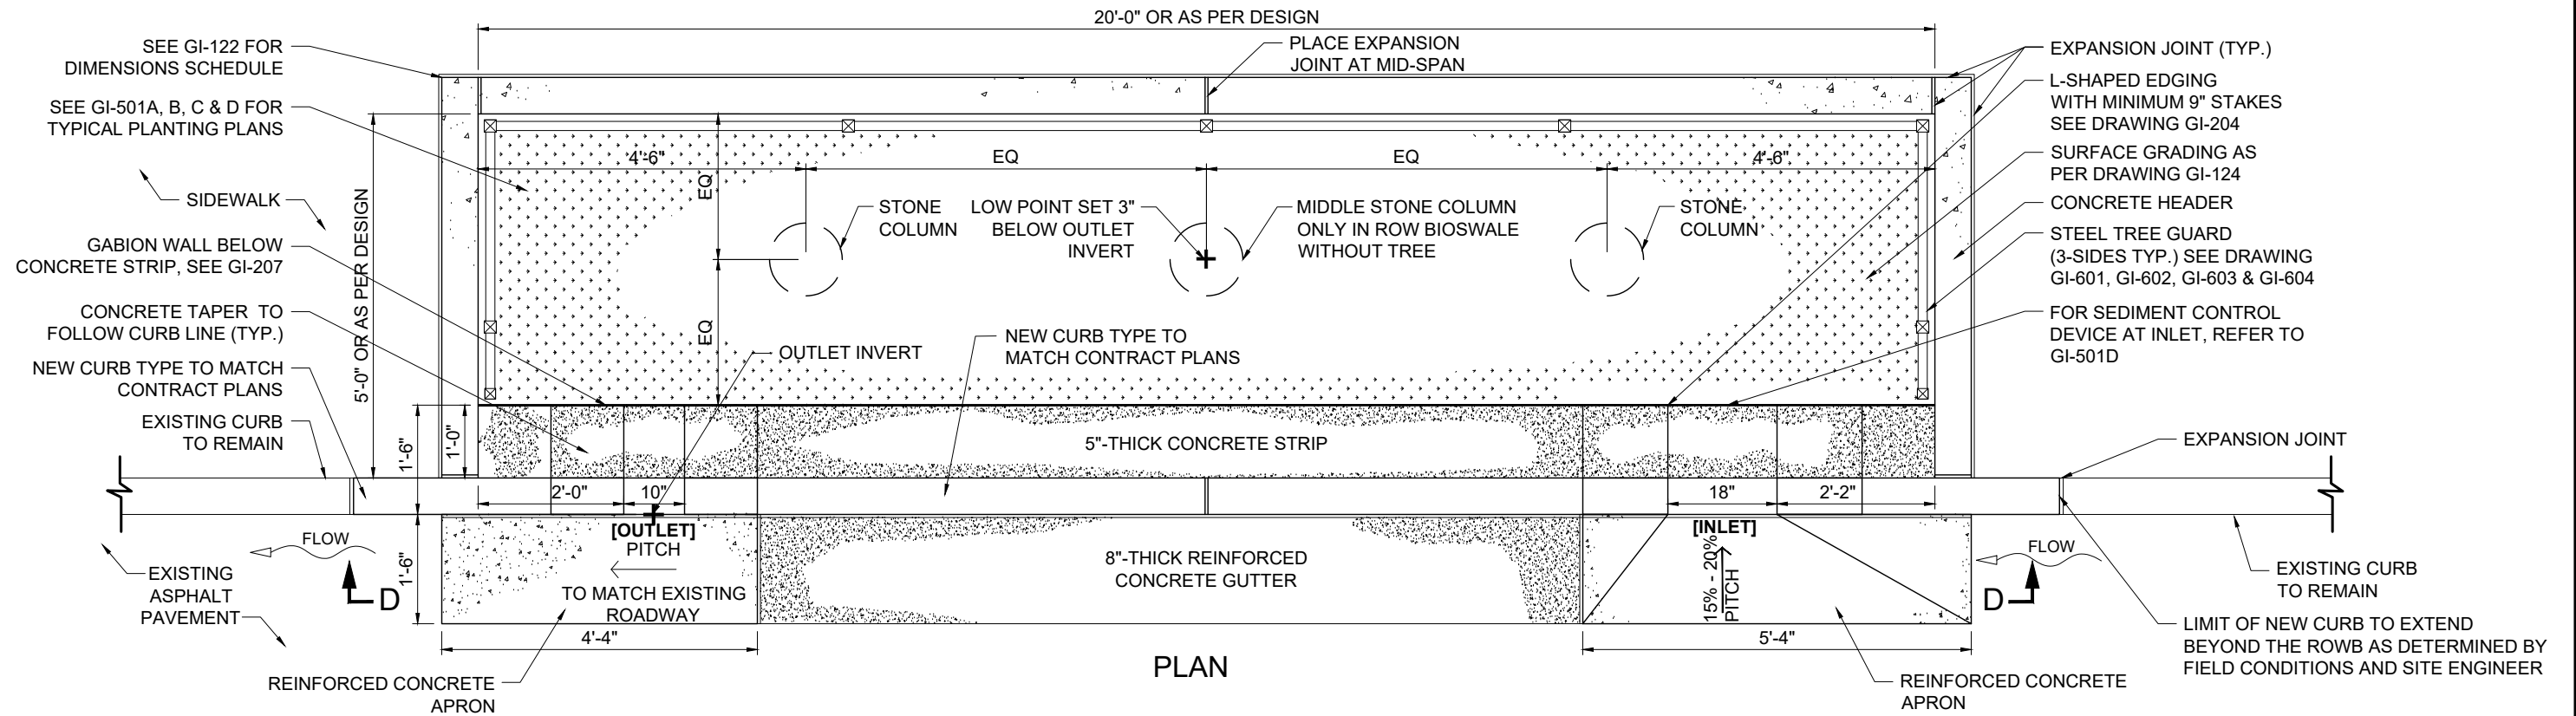 20'-0" OR AS PER DESIGN
SEE GI-122 FOR
DIMENSIONS SCHEDULE
SEE GI-501A, B, C & D FOR
TYPICAL PLANTING PLANS
SIDEWALK
GABION WALL BELOW
CONCRETE STRIP, SEE GI-207
CONCRETE TAPER TO
FOLLOW CURB LINE (TYP.)
NEW CURB TYPE TO MATCH
CONTRACT PLANS
EXISTING CURB
TO REMAIN
5'-0" OR AS PER DESIGN
1'-6"
1'-0"
PLACE EXPANSION
JOINT AT MID-SPAN
4'-6"
EQ
EQ
4'-6"
EQ
EQ
STONE
COLUMN
LOW POINT SET 3"
BELOW OUTLET
INVERT
MIDDLE STONE COLUMN
ONLY IN ROW BIOSWALE
WITHOUT TREE
STONE
COLUMN
OUTLET INVERT
NEW CURB TYPE TO
MATCH CONTRACT PLANS
5"-THICK CONCRETE STRIP
2'-0"
10"
18"
2'-2"
EXPANSION JOINT (TYP.)
L-SHAPED EDGING
WITH MINIMUM 9" STAKES
SEE DRAWING GI-204
SURFACE GRADING AS
PER DRAWING GI-124
CONCRETE HEADER
STEEL TREE GUARD
(3-SIDES TYP.) SEE DRAWING
GI-601, GI-602, GI-603 & GI-604
FOR SEDIMENT CONTROL
DEVICE AT INLET, REFER TO
GI-501D
EXPANSION JOINT
FLOW
EXISTING
ASPHALT
PAVEMENT
D
1'-6"
[OUTLET]
PITCH
TO MATCH EXISTING
ROADWAY
8"-THICK REINFORCED
CONCRETE GUTTER
[INLET]
15% - 20%
PITCH
FLOW
D
EXISTING CURB
TO REMAIN
LIMIT OF NEW CURB TO EXTEND
BEYOND THE ROWB AS DETERMINED BY
FIELD CONDITIONS AND SITE ENGINEER
4'-4"
5'-4"
REINFORCED CONCRETE
APRON
PLAN
REINFORCED CONCRETE
APRON